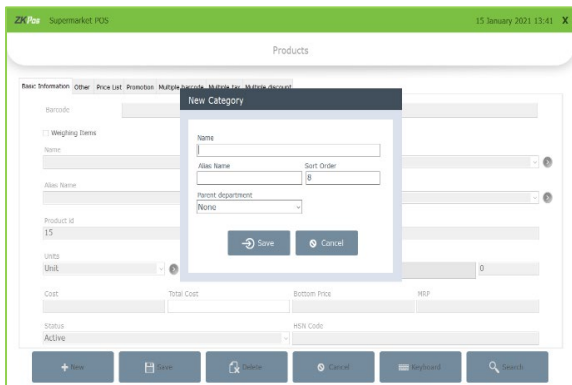 ZKPos Supermarket POS 15 January 2021 13:41 X
Products
Basic Information Other Price List Promotion Multiple barcode Multiple tax Multiple discount
Barcode
New Category
Weighing Items
Name
Name
Alias Name Sort Order
8
Alias Name
Parent department
None
Product id
15
Save Cancel
Units
Unit 0
Cost Total Cost Bottom Price MRP
Status HSN Code
Active
New Save Delete Cancel Keyboard Search